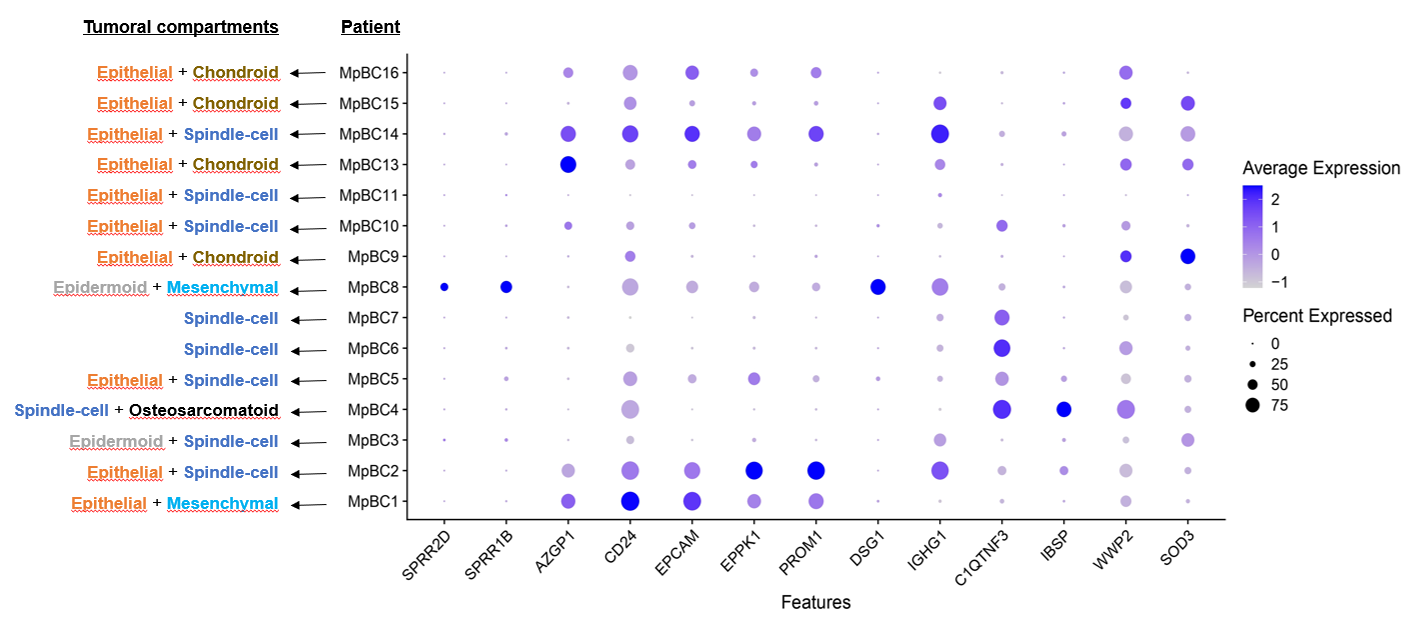 Tumoral compartments Patient
Epithelial + Chondroid MpBC16
Epithelial + Chondroid MpBC15
Epithelial + Spindle-cell MpBC14
Epithelial + Chondroid MpBC13
Epithelial + Spindle-cell MpBC11
Epithelial + Spindle-cell MpBC10
Epithelial + Chondroid MpBC9
Epidermoid + Mesenchymal MpBC8
Spindle-cell MpBC7
Spindle-cell MpBC6
Epithelial + Spindle-cell MpBC5
Spindle-cell + Osteosarcomatoid MpBC4
Epidermoid + Spindle-cell MpBC3
Epithelial + Spindle-cell MpBC2
Epithelial + Mesenchymal MpBC1
SPRR2D SPRR1B AZGP1 CD24 EPCAM EPPK1 PROM1 DSG1 IGHG1 C1QTNF3 IBSP WWP2 SOD3
Features
Average Expression
2
1
0
−1
Percent Expressed
0
25
50
75